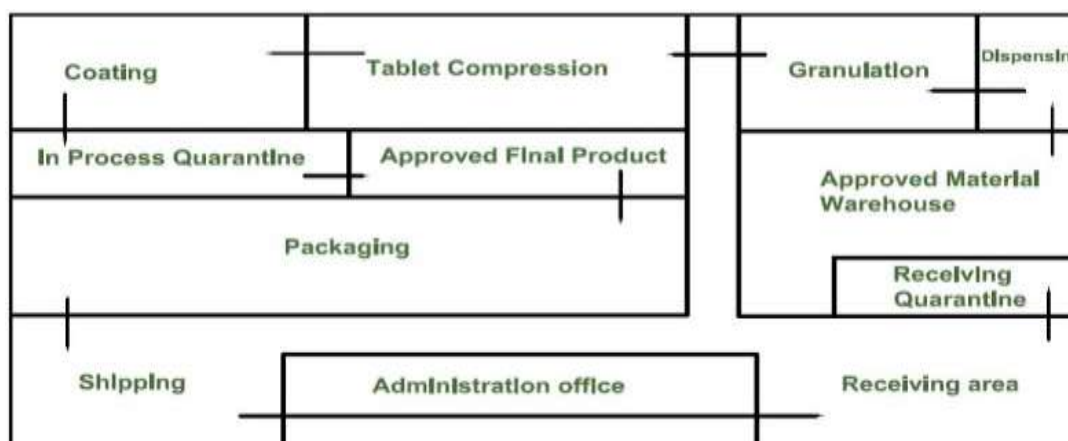 Coating
Tablet Compression
Granulation
Dispensin
In Process Quarantine
Approved Final Product
Approved Material
Warehouse
Packaging
Receiving
Quarantine
Shipping
Administration office
Receiving area